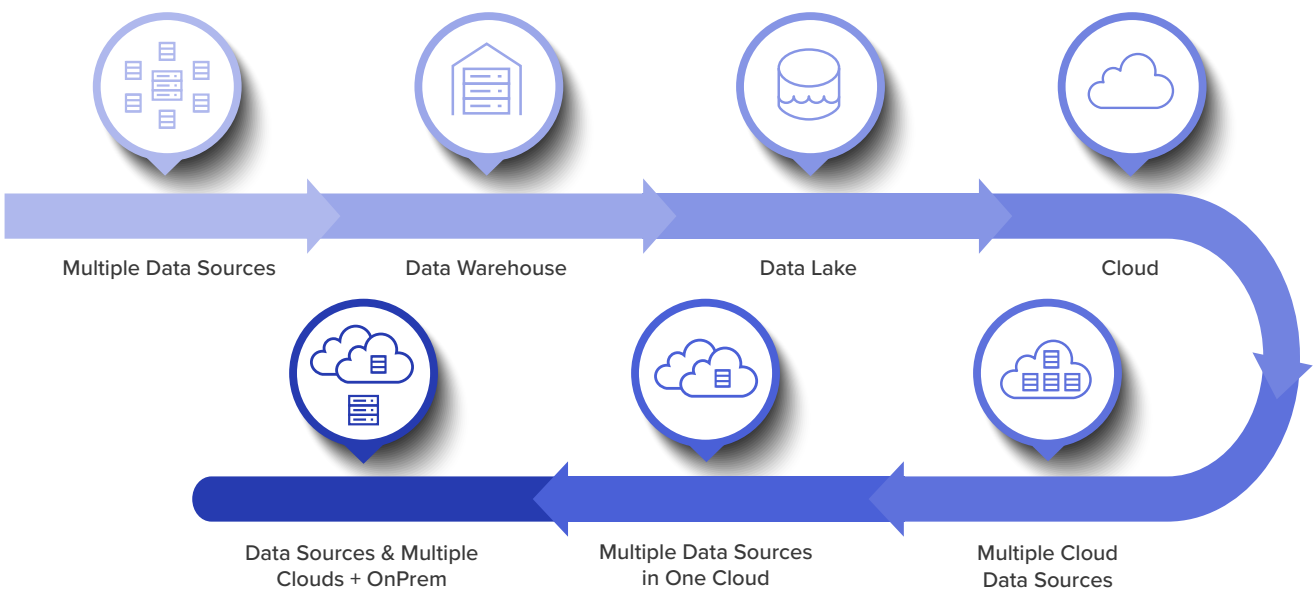 Multiple Data Sources
Data Warehouse
Data Lake
Cloud
Data Sources & Multiple
Clouds + OnPrem
Multiple Data Sources
in One Cloud
Multiple Cloud
Data Sources